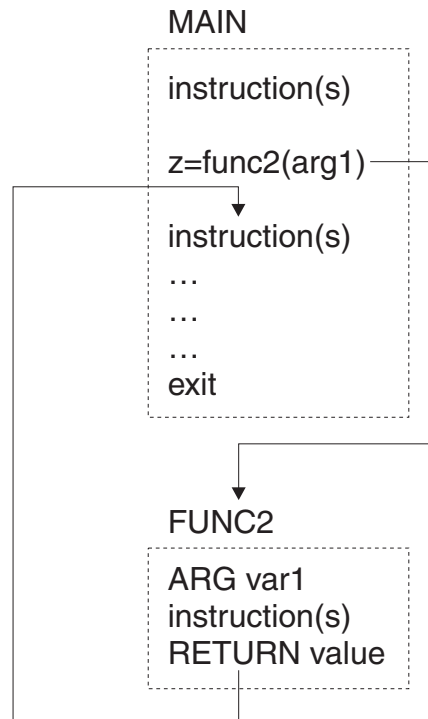 MAIN
instruction(s)
z=func2(arg1)
instruction(s)
...
...
...
exit
FUNC2
ARG var1
instruction(s)
RETURN value